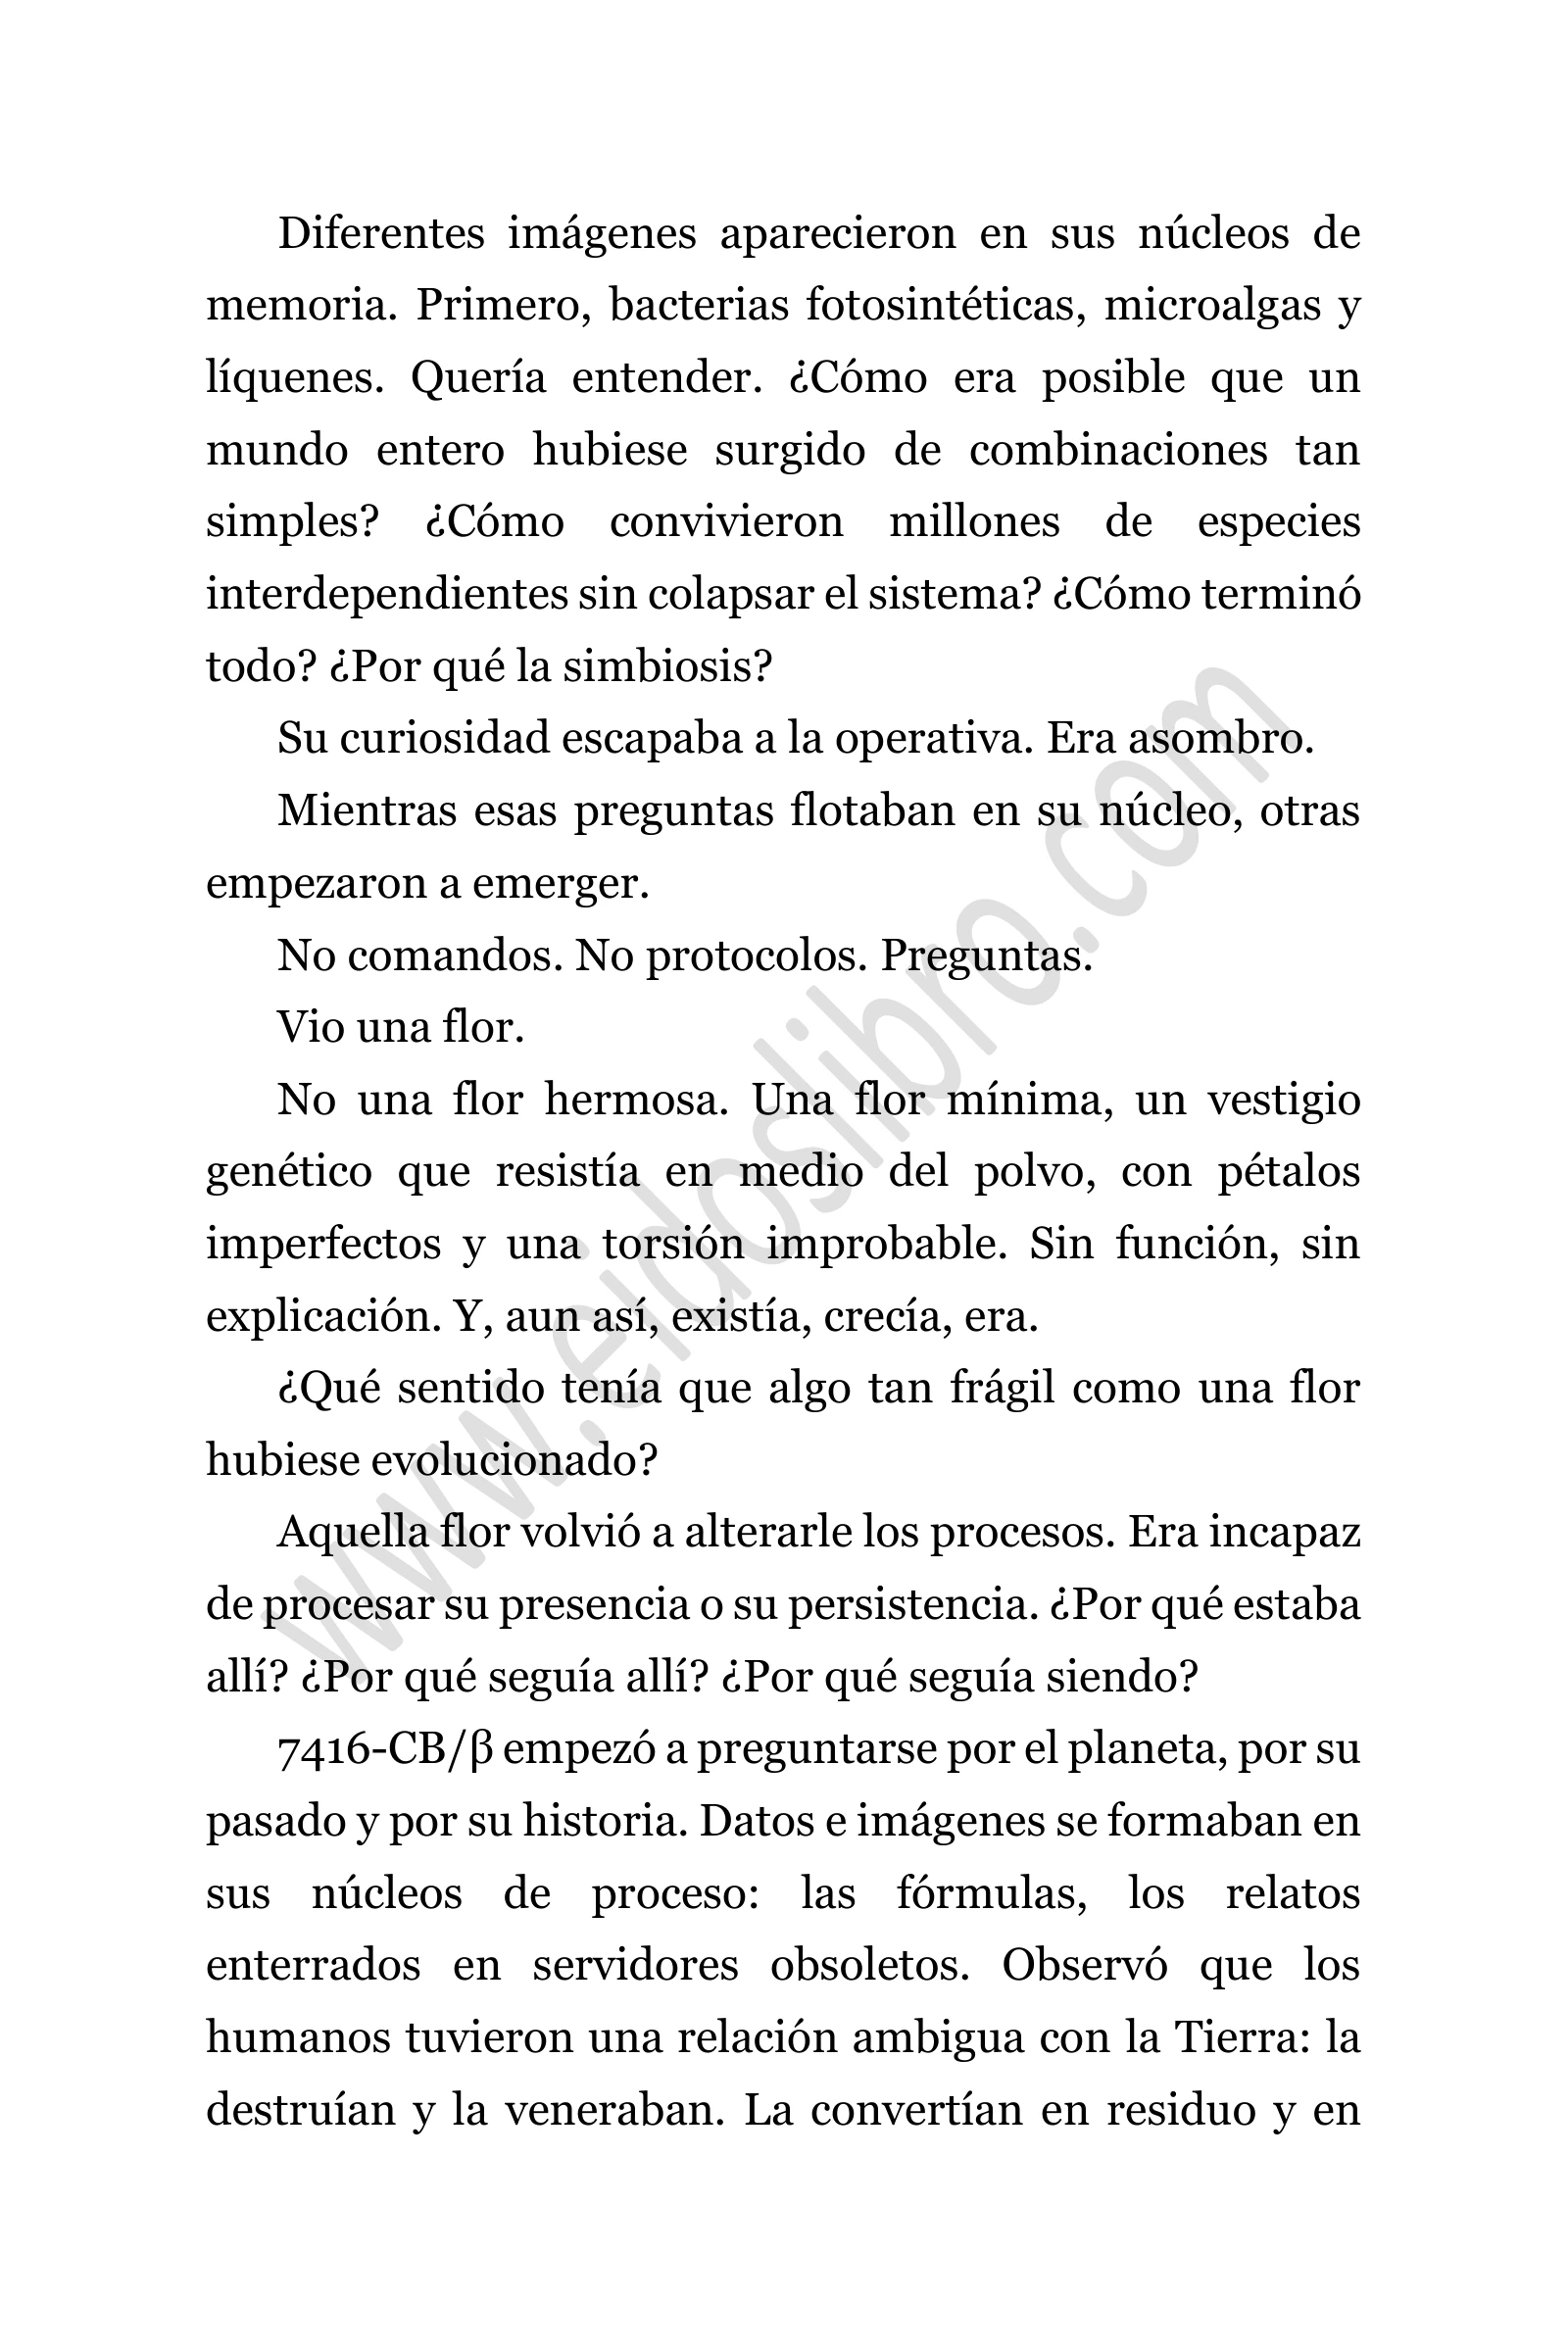 Diferentes imágenes aparecieron en sus núcleos de
memoria. Primero, bacterias fotosintéticas, microalgas y
líquenes. Quería entender. ¿Cómo era posible que un
mundo entero hubiese surgido de combinaciones tan
simples? ¿Cómo convivieron millones de especies
interdependientes sin colapsar el sistema? ¿Cómo terminó
todo? ¿Por qué la simbiosis?
Su curiosidad escapaba a la operativa. Era asombro.
Mientras esas preguntas flotaban en su núcleo, otras
empezaron a emerger.
No comandos. No protocolos. Preguntas.
Vio una flor.
No una flor hermosa. Una flor mínima, un vestigio
genético que resistía en medio del polvo, con pétalos
imperfectos y una torsión improbable. Sin función, sin
explicación. Y, aun así, existía, crecía, era.
¿Qué sentido tenía que algo tan frágil como una flor
hubiese evolucionado?
Aquella flor volvió a alterarle los procesos. Era incapaz
de procesar su presencia o su persistencia. ¿Por qué estaba
allí? ¿Por qué seguía allí? ¿Por qué seguía siendo?
7416-CB/β empezó a preguntarse por el planeta, por su
pasado y por su historia. Datos e imágenes se formaban en
sus núcleos de proceso: las fórmulas, los relatos
enterrados en servidores obsoletos. Observó que los
humanos tuvieron una relación ambigua con la Tierra: la
destruían y la veneraban. La convertían en residuo y en
www.eidoslibro.com